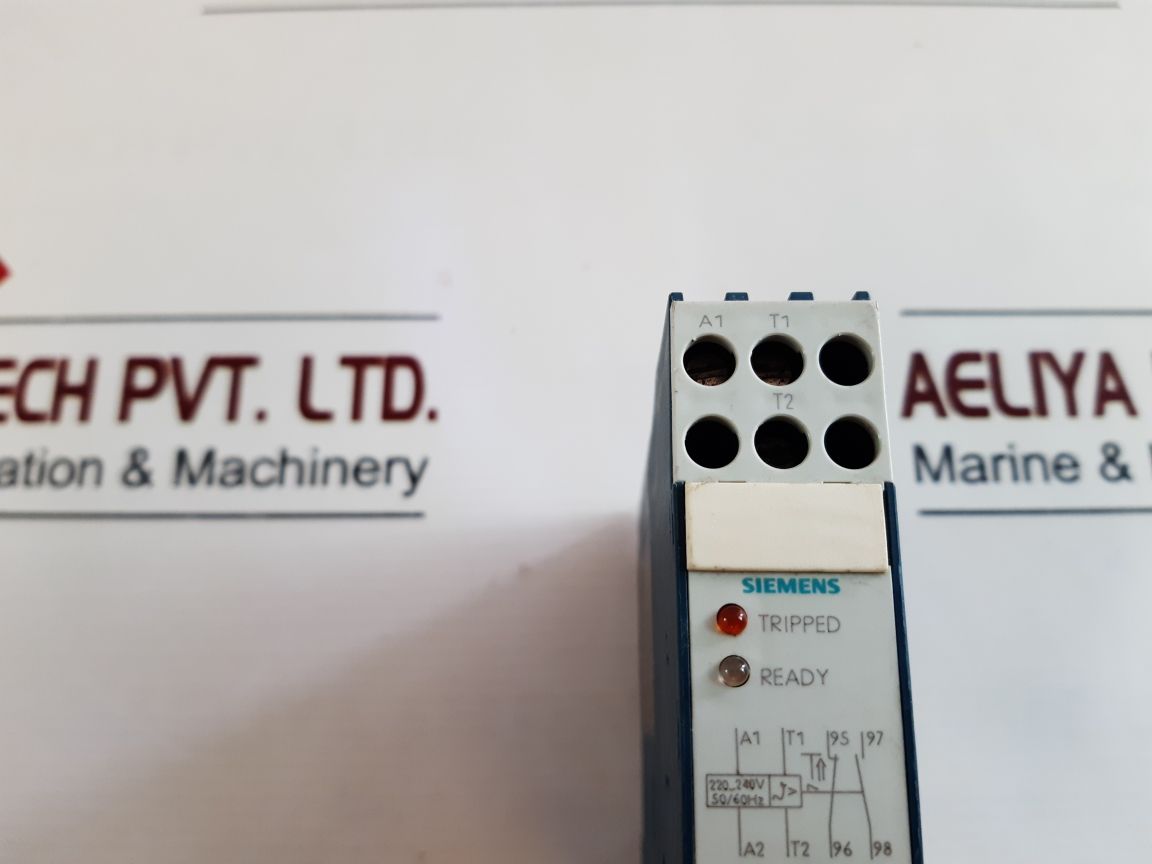 ECH PVT. LTD.
ation & Machinery
AELIYA
Marine &
A1 T1
T2
SIEMENS
TRIPPED
READY
A1 T1 95 97
220...240V
50/60Hz
A2 T2 96 98